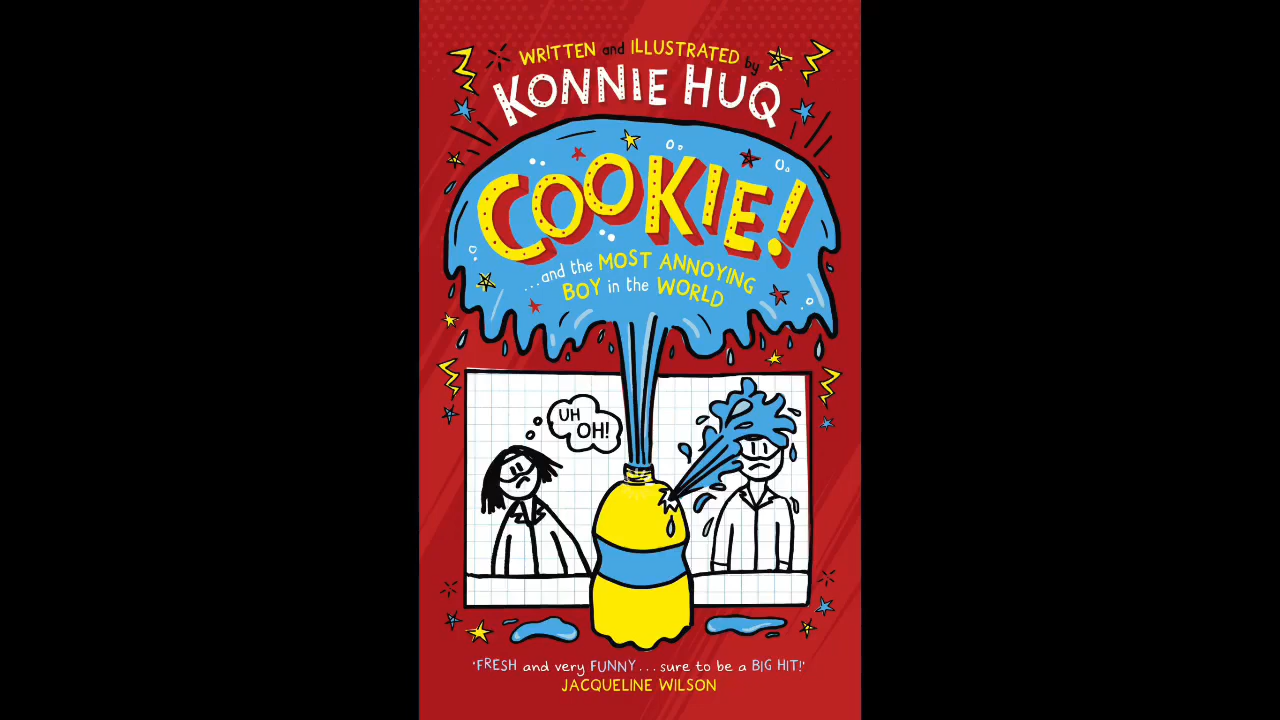 WRITTEN and ILLUSTRATED by
KONNIE HUQ
COOKIE!
...and the MOST ANNOYING
BOY in the WORLD
UH
OH!
'FRESH and very FUNNY... sure to be a BIG HIT!'
JACQUELINE WILSON